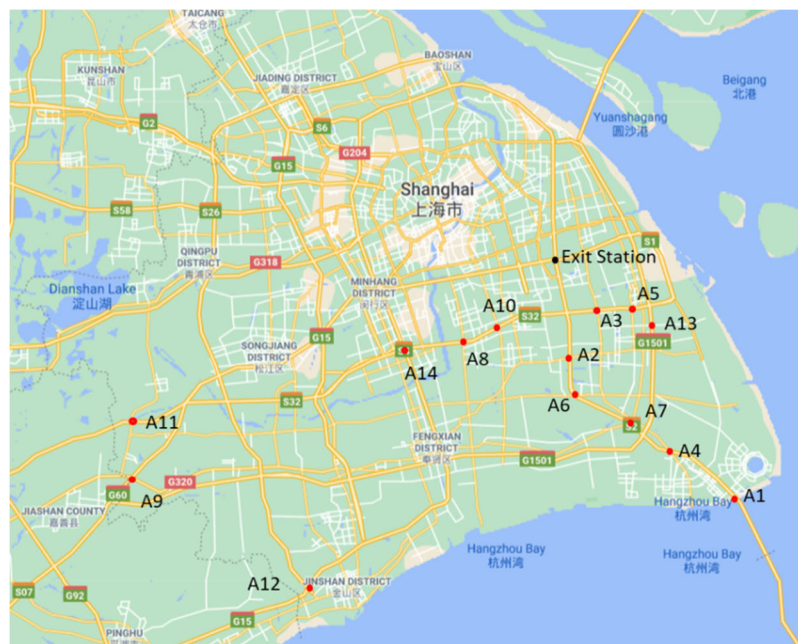 TAICANG
太仓市
BAOSHAN
宝山区
KUNSHAN
昆山市
JIADING DISTRICT
嘉定区
Beigang
北港
Yuanshagang
圆沙港
G2
S6
G204
G15
Shanghai
上海市
S58
S26
S1
QINGPU
DISTRICT
青浦区
G318
Exit Station
Dianshan Lake
淀山湖
MINHANG
DISTRICT
闵行区
A10
S32
A3
A5
A13
G15
SONGJIANG
DISTRICT
松江区
A14
A8
A2
G1501
S32
A6
A7
A11
FENGXIAN
DISTRICT
奉贤区
A4
G1501
G320
G60
A9
JIASHAN COUNTY
嘉善县
Hangzhou Bay
杭州湾
A1
Hangzhou Bay
杭州湾
Hangzhou Bay
杭州湾
A12
JINSHAN DISTRICT
金山区
S07
G92
G15
PINGHU